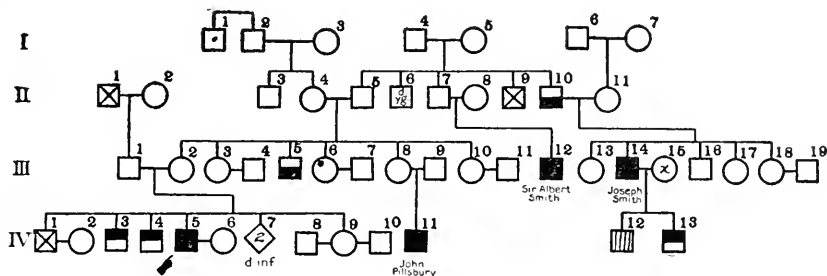 I 1 2 3 4 5 6 7
II 1 2 3 4 5 6 7 8 9 10 11
d yg
III 1 2 3 4 5 6 7 8 9 10 11 12 13 14 15 16 17 18 19
x
Sir Albert Smith
Joseph Smith
IV 1 2 3 4 5 6 7 8 9 10 11 12 13
2
d inf
John Pillsbury